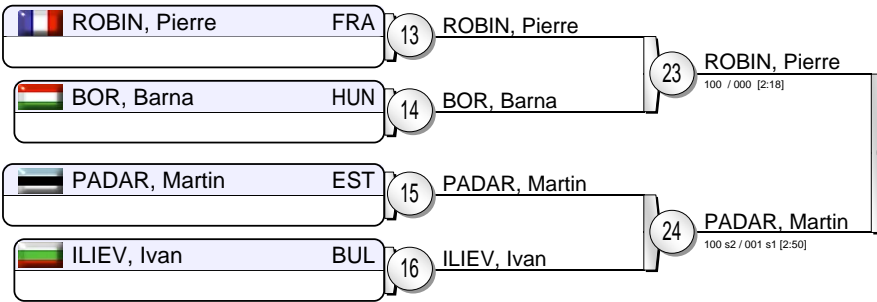 ROBIN, Pierre FRA 13 ROBIN, Pierre
23 ROBIN, Pierre
100 / 000 [2:18]
BOR, Barna HUN 14 BOR, Barna
PADAR, Martin EST 15 PADAR, Martin
24 PADAR, Martin
100 s2 / 001 s1 [2:50]
ILIEV, Ivan BUL 16 ILIEV, Ivan